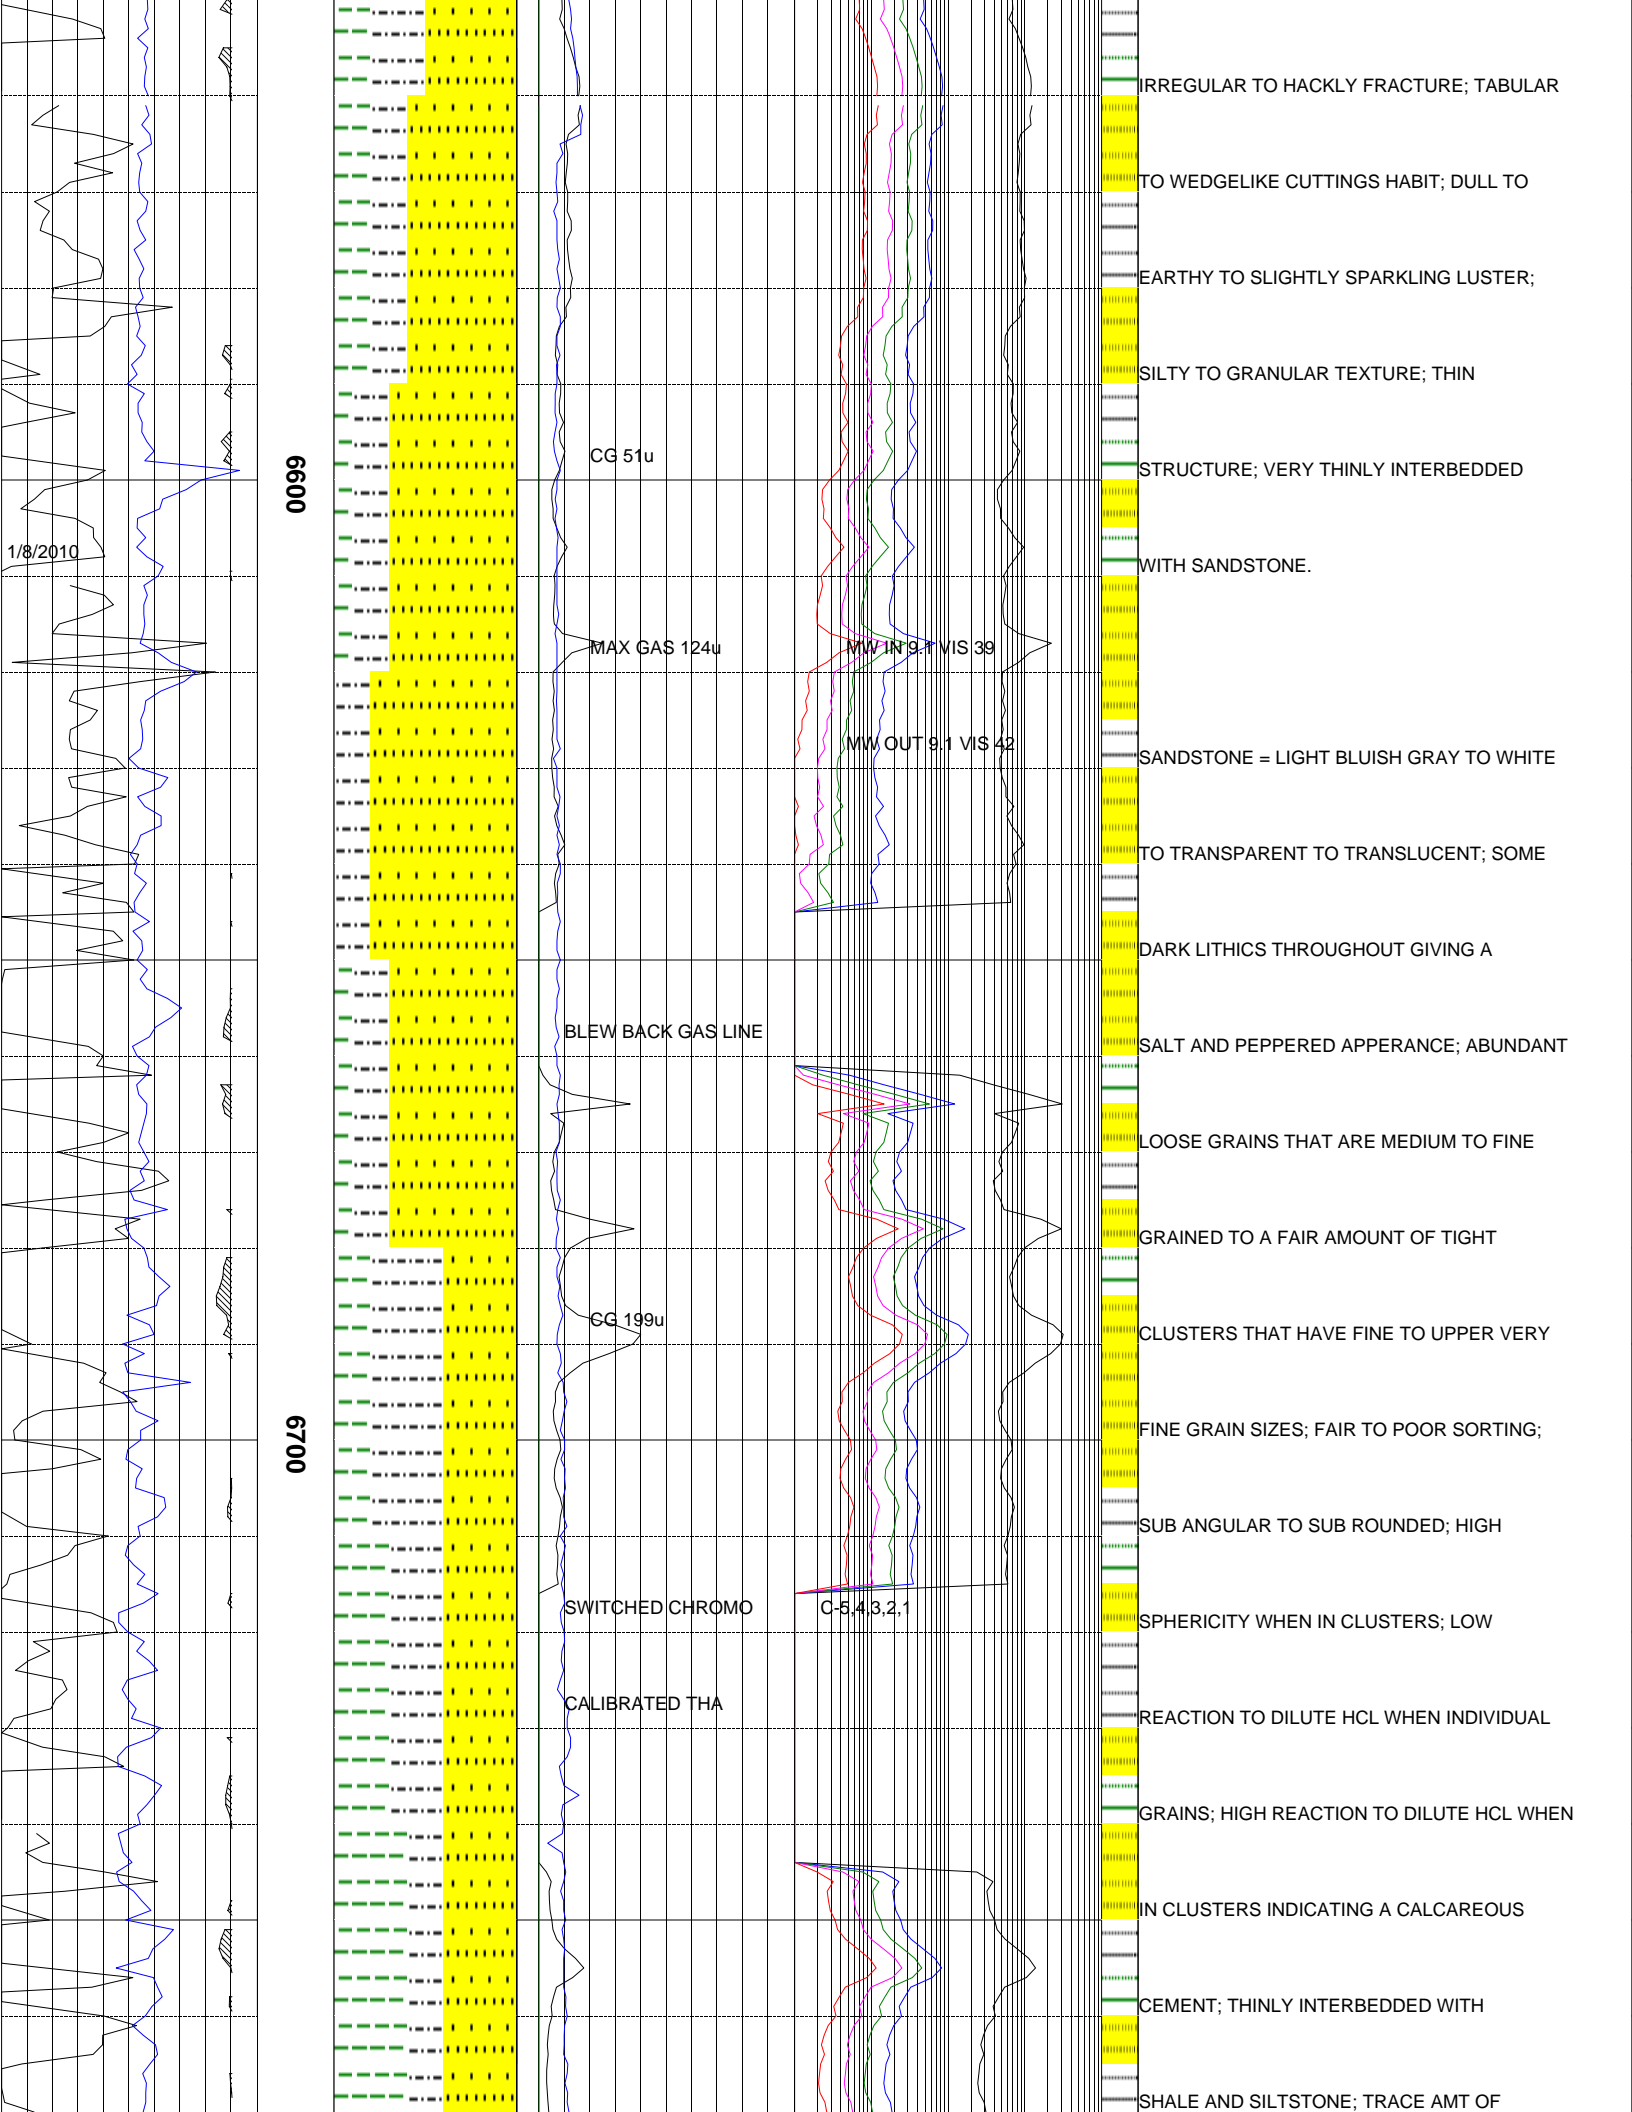 IRREGULAR TO HACKLY FRACTURE; TABULAR
TO WEDGELIKE CUTTINGS HABIT; DULL TO
EARTHY TO SLIGHTLY SPARKLING LUSTER;
SILTY TO GRANULAR TEXTURE; THIN
CG 51u
6600
STRUCTURE; VERY THINLY INTERBEDDED
1/8/2010
WITH SANDSTONE.
MAX GAS 124u
MW IN 9.1 VIS 39
MW OUT 9.1 VIS 42
SANDSTONE = LIGHT BLUISH GRAY TO WHITE
TO TRANSPARENT TO TRANSLUCENT; SOME
DARK LITHICS THROUGHOUT GIVING A
BLEW BACK GAS LINE
SALT AND PEPPERED APPERANCE; ABUNDANT
LOOSE GRAINS THAT ARE MEDIUM TO FINE
GRAINED TO A FAIR AMOUNT OF TIGHT
CG 199u
CLUSTERS THAT HAVE FINE TO UPPER VERY
6700
FINE GRAIN SIZES; FAIR TO POOR SORTING;
SUB ANGULAR TO SUB ROUNDED; HIGH
SWITCHED CHROMO
C-5,4,3,2,1
SPHERICITY WHEN IN CLUSTERS; LOW
CALIBRATED THA
REACTION TO DILUTE HCL WHEN INDIVIDUAL
GRAINS; HIGH REACTION TO DILUTE HCL WHEN
IN CLUSTERS INDICATING A CALCAREOUS
CEMENT; THINLY INTERBEDDED WITH
SHALE AND SILTSTONE; TRACE AMT OF